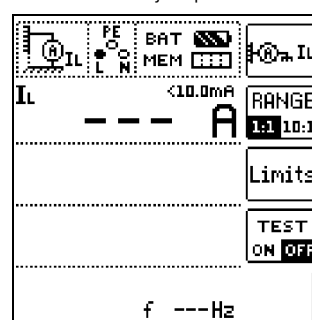 PE
BAT
A IL
L N
MEM
A IL
IL
<10.0mA
--- A
RANGE
1:1 10:1
Limits
TEST
ON OFF
f ---Hz